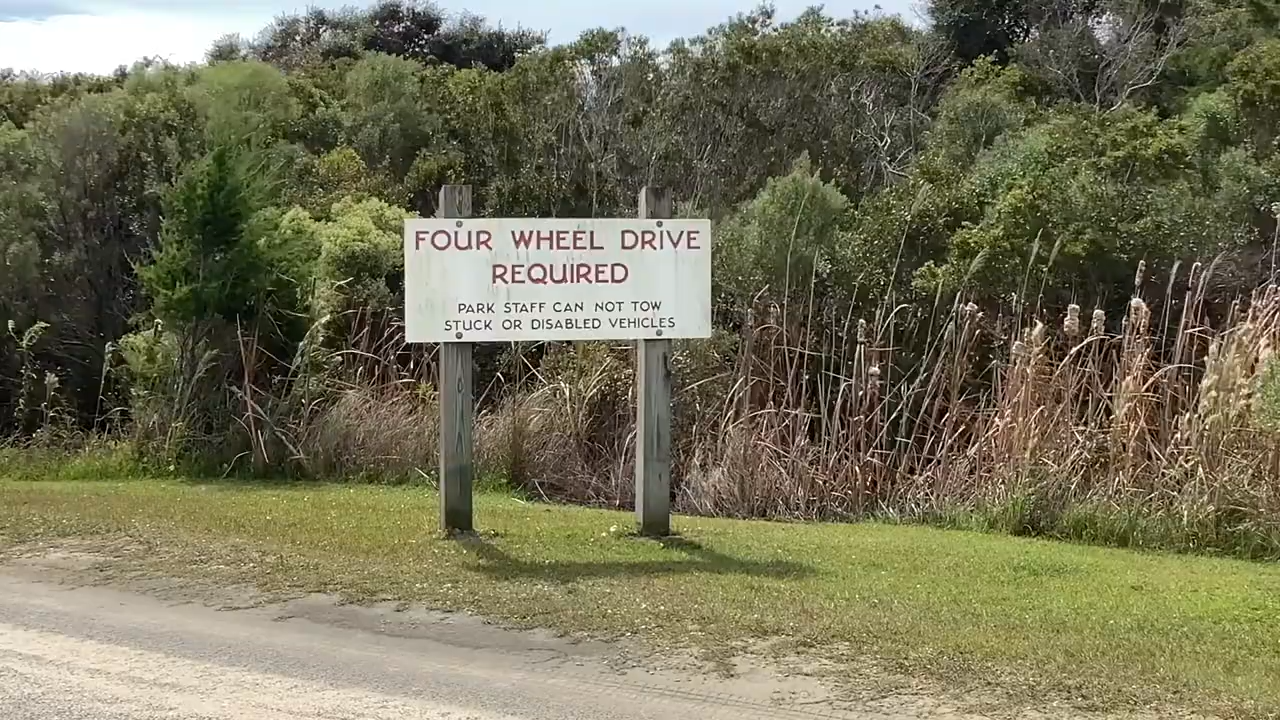 FOUR WHEEL DRIVE
REQUIRED
PARK STAFF CAN NOT TOW
STUCK OR DISABLED VEHICLES